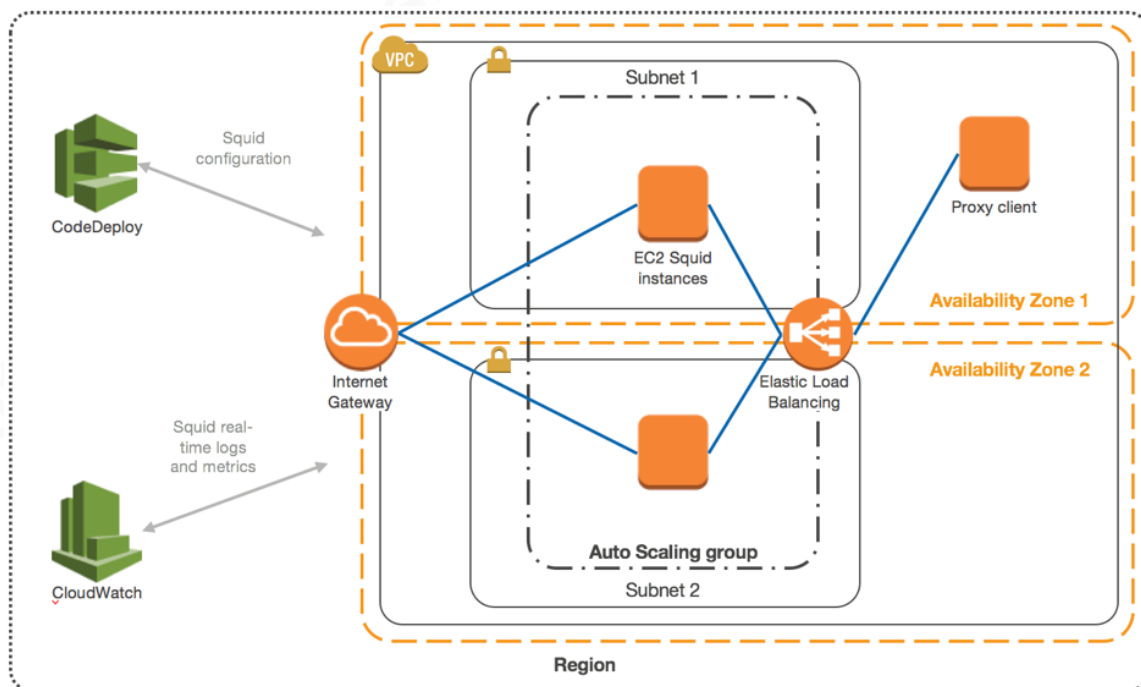 VPC
Subnet 1
Squid
configuration
CodeDeploy
Proxy client
EC2 Squid
instances
Availability Zone 1
Availability Zone 2
Internet
Gateway
Elastic Load
Balancing
Squid real-
time logs
and metrics
Auto Scaling group
CloudWatch
Subnet 2
Region